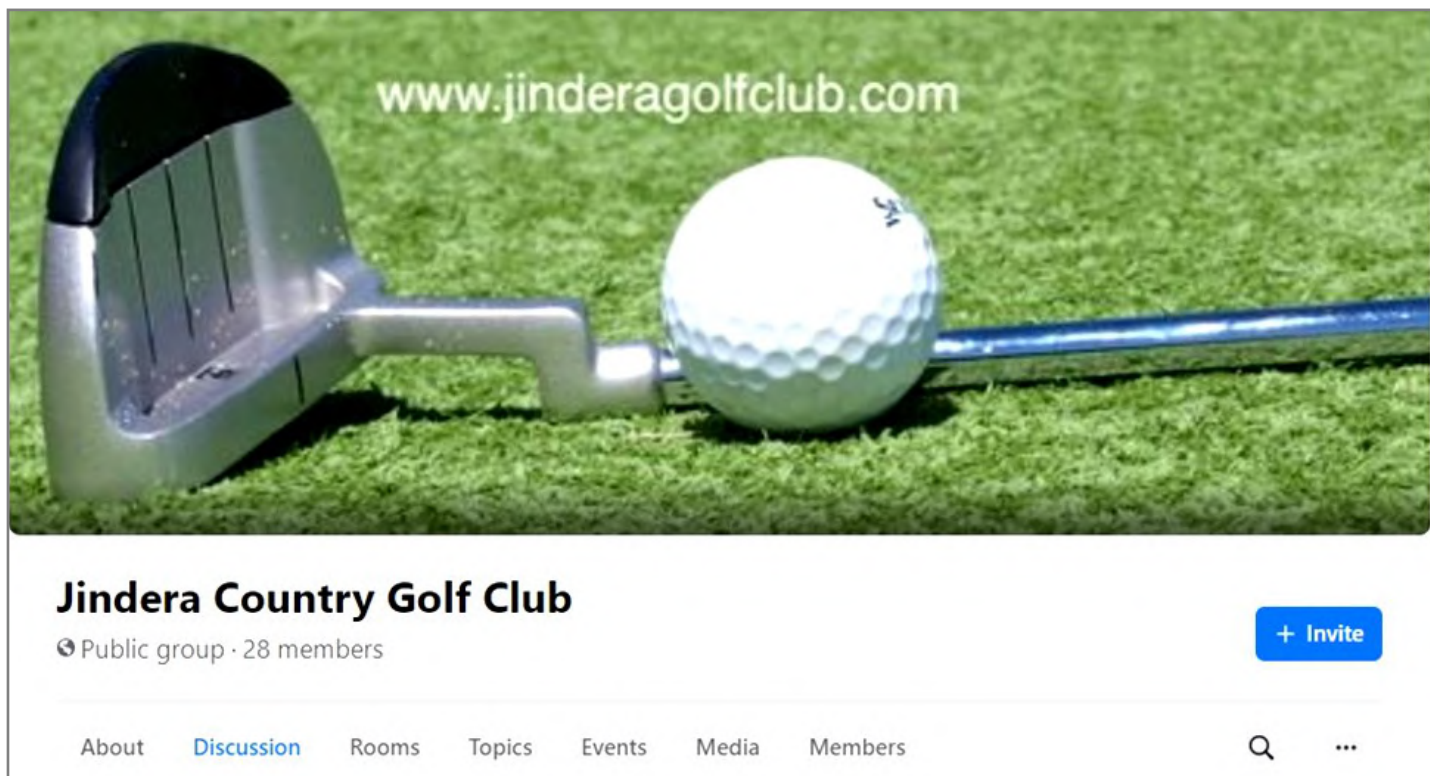 www.jinderagolfclub.com
Jindera Country Golf Club
Public group · 28 members
+ Invite
About Discussion Rooms Topics Events Media Members